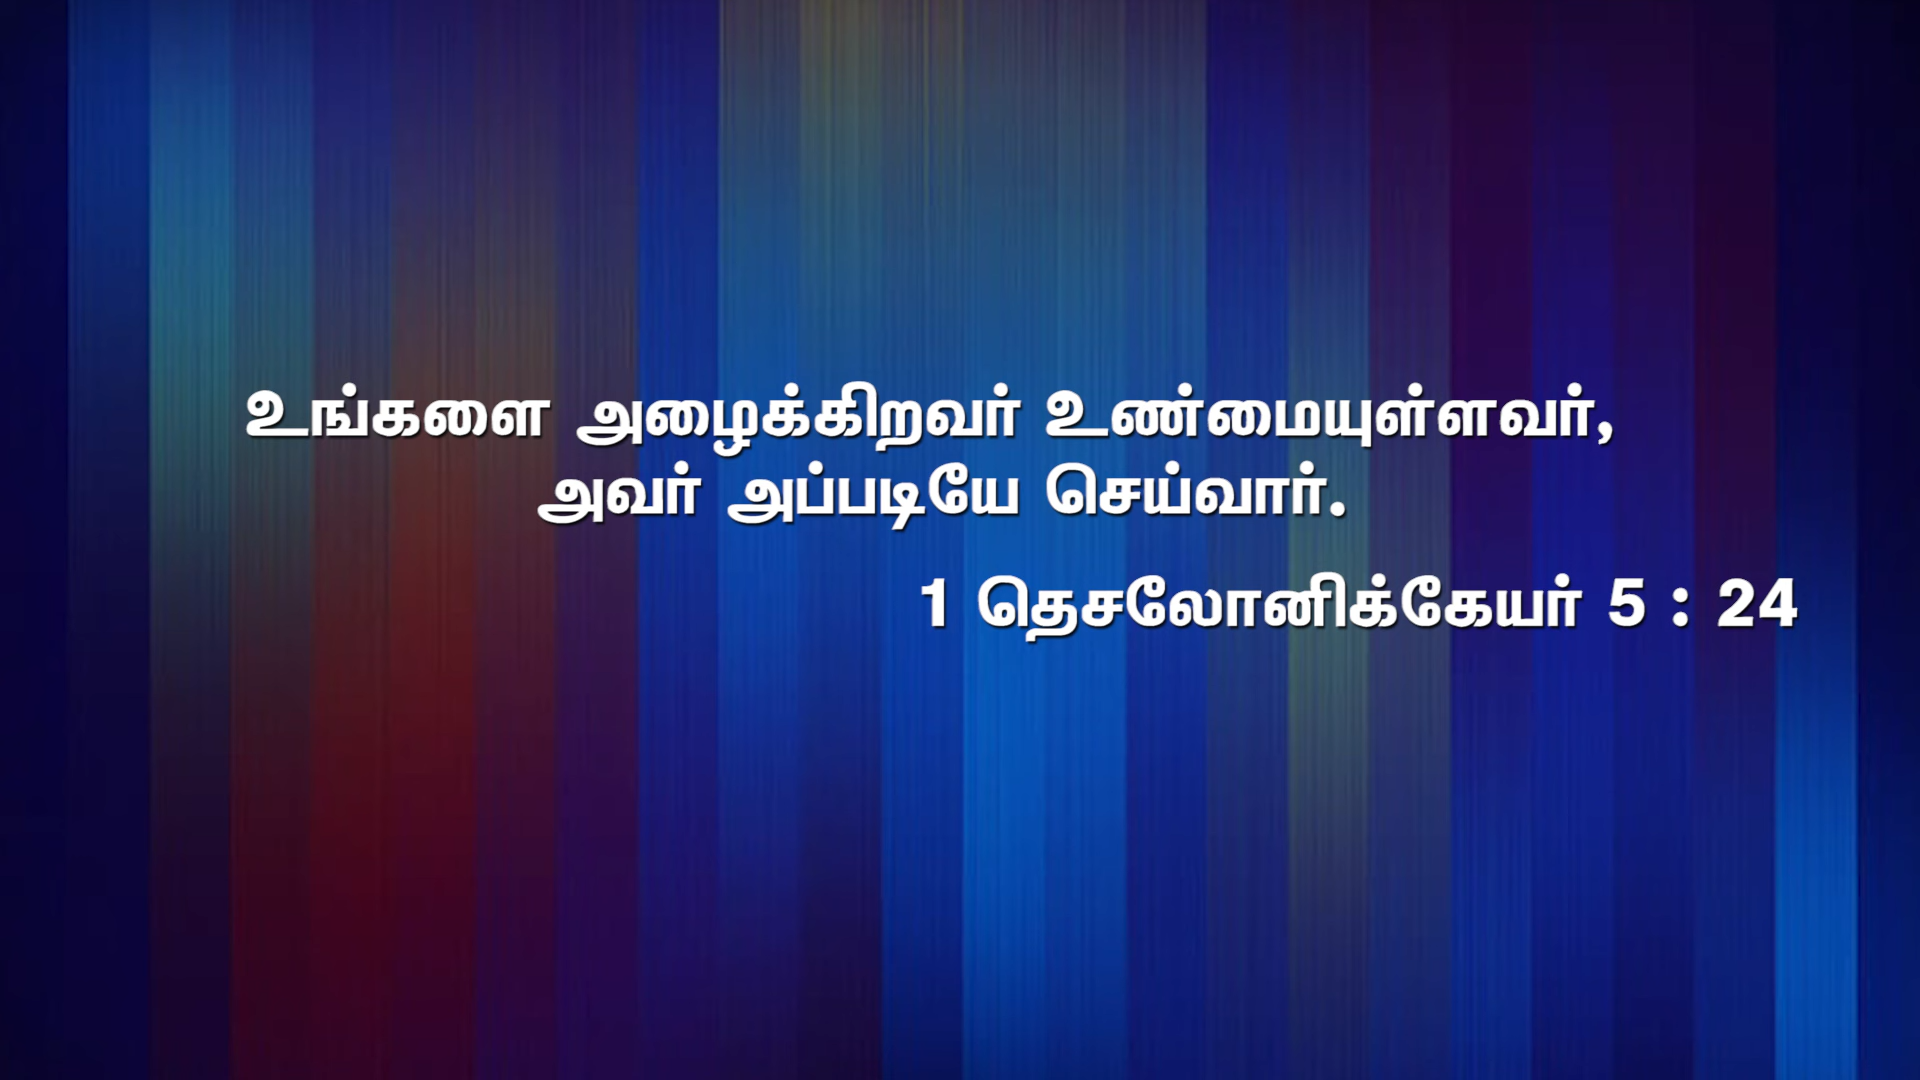 உங்களை அழைக்கிறவர் உண்மையுள்ளவர்,
அவர் அப்படியே செய்வார்.
1 தெசலோனிக்கேயர் 5 : 24